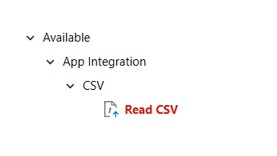 Available
App Integration
CSV
Read CSV